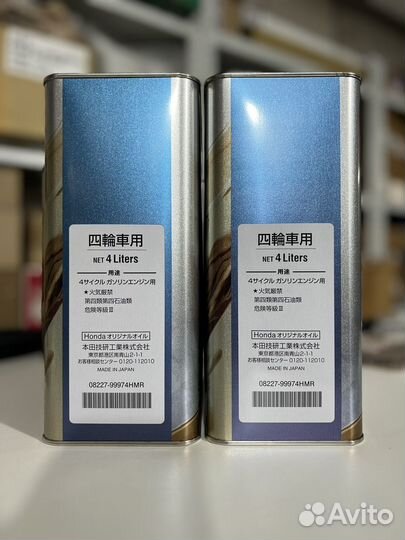 四輪車用
NET 4 Liters
用途
4サイクル ガソリンエンジン用
★火気厳禁
第四類第四石油類
危険等級Ⅲ
Honda オリジナルオイル
本田技研工業株式会社
東京都港区南青山2-1-1
お客様相談センター 0120-112010
MADE IN JAPAN
08227-99974HMR
四輪車用
NET 4 Liters
用途
4サイクル ガソリンエンジン用
★火気厳禁
第四類第四石油類
危険等級Ⅲ
Honda オリジナルオイル
本田技研工業株式会社
東京都港区南青山2-1-1
お客様相談センター 0120-112010
MADE IN JAPAN
08227-99974HMR
Avito